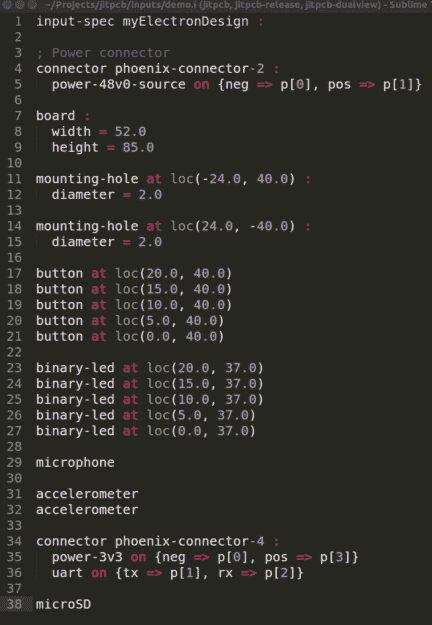 ~/Projects/jitpcb/inputs/demo.i (jitpcb, jitpcb-release, jitpcb-dualview) - Sublime
1 input-spec myElectronDesign :
2
3 ; Power connector
4 connector phoenix-connector-2 :
5   power-48v0-source on {neg => p[0], pos => p[1]}
6
7 board :
8   width = 52.0
9   height = 85.0
10
11 mounting-hole at loc(-24.0, 40.0) :
12   diameter = 2.0
13
14 mounting-hole at loc(24.0, -40.0) :
15   diameter = 2.0
16
17 button at loc(20.0, 40.0)
18 button at loc(15.0, 40.0)
19 button at loc(10.0, 40.0)
20 button at loc(5.0, 40.0)
21 button at loc(0.0, 40.0)
22
23 binary-led at loc(20.0, 37.0)
24 binary-led at loc(15.0, 37.0)
25 binary-led at loc(10.0, 37.0)
26 binary-led at loc(5.0, 37.0)
27 binary-led at loc(0.0, 37.0)
28
29 microphone
30
31 accelerometer
32 accelerometer
33
34 connector phoenix-connector-4 :
35   power-3v3 on {neg => p[0], pos => p[3]}
36   uart on {tx => p[1], rx => p[2]}
37
38 microSD